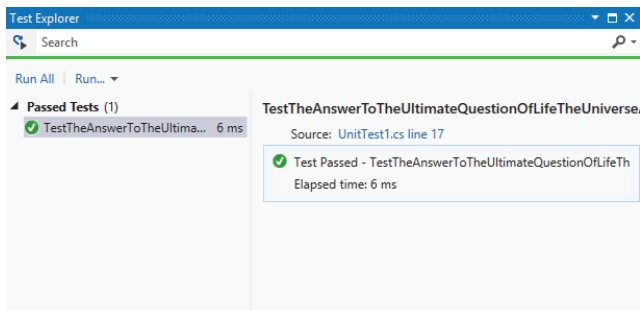 Test Explorer
Search
Run All Run...
Passed Tests (1)
TestTheAnswerToTheUltima... 6 ms
TestTheAnswerToTheUltimateQuestionOfLifeTheUniverse
Source: UnitTest1.cs line 17
Test Passed - TestTheAnswerToTheUltimateQuestionOfLifeTh
Elapsed time: 6 ms